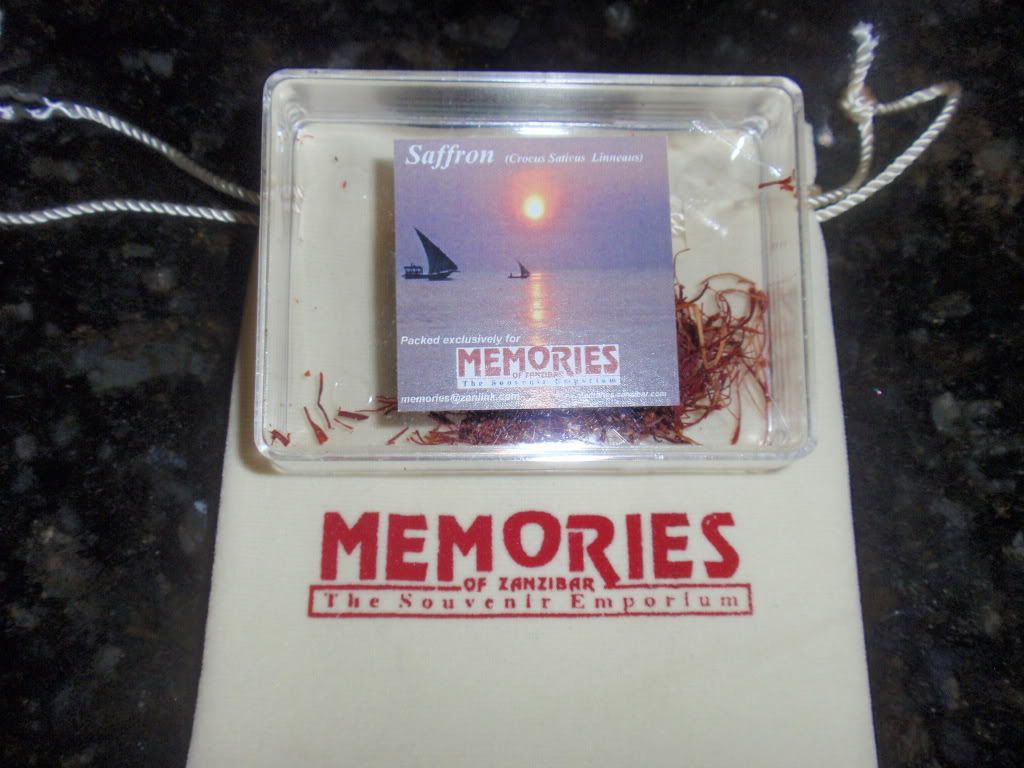 Saffron (Crocus Sativus Linneaus)
Packed exclusively for
MEMORIES
OF ZANZIBAR
The Souvenir Emporium
memories@zanlink.com
MEMORIES
OF ZANZIBAR
The Souvenir Emporium